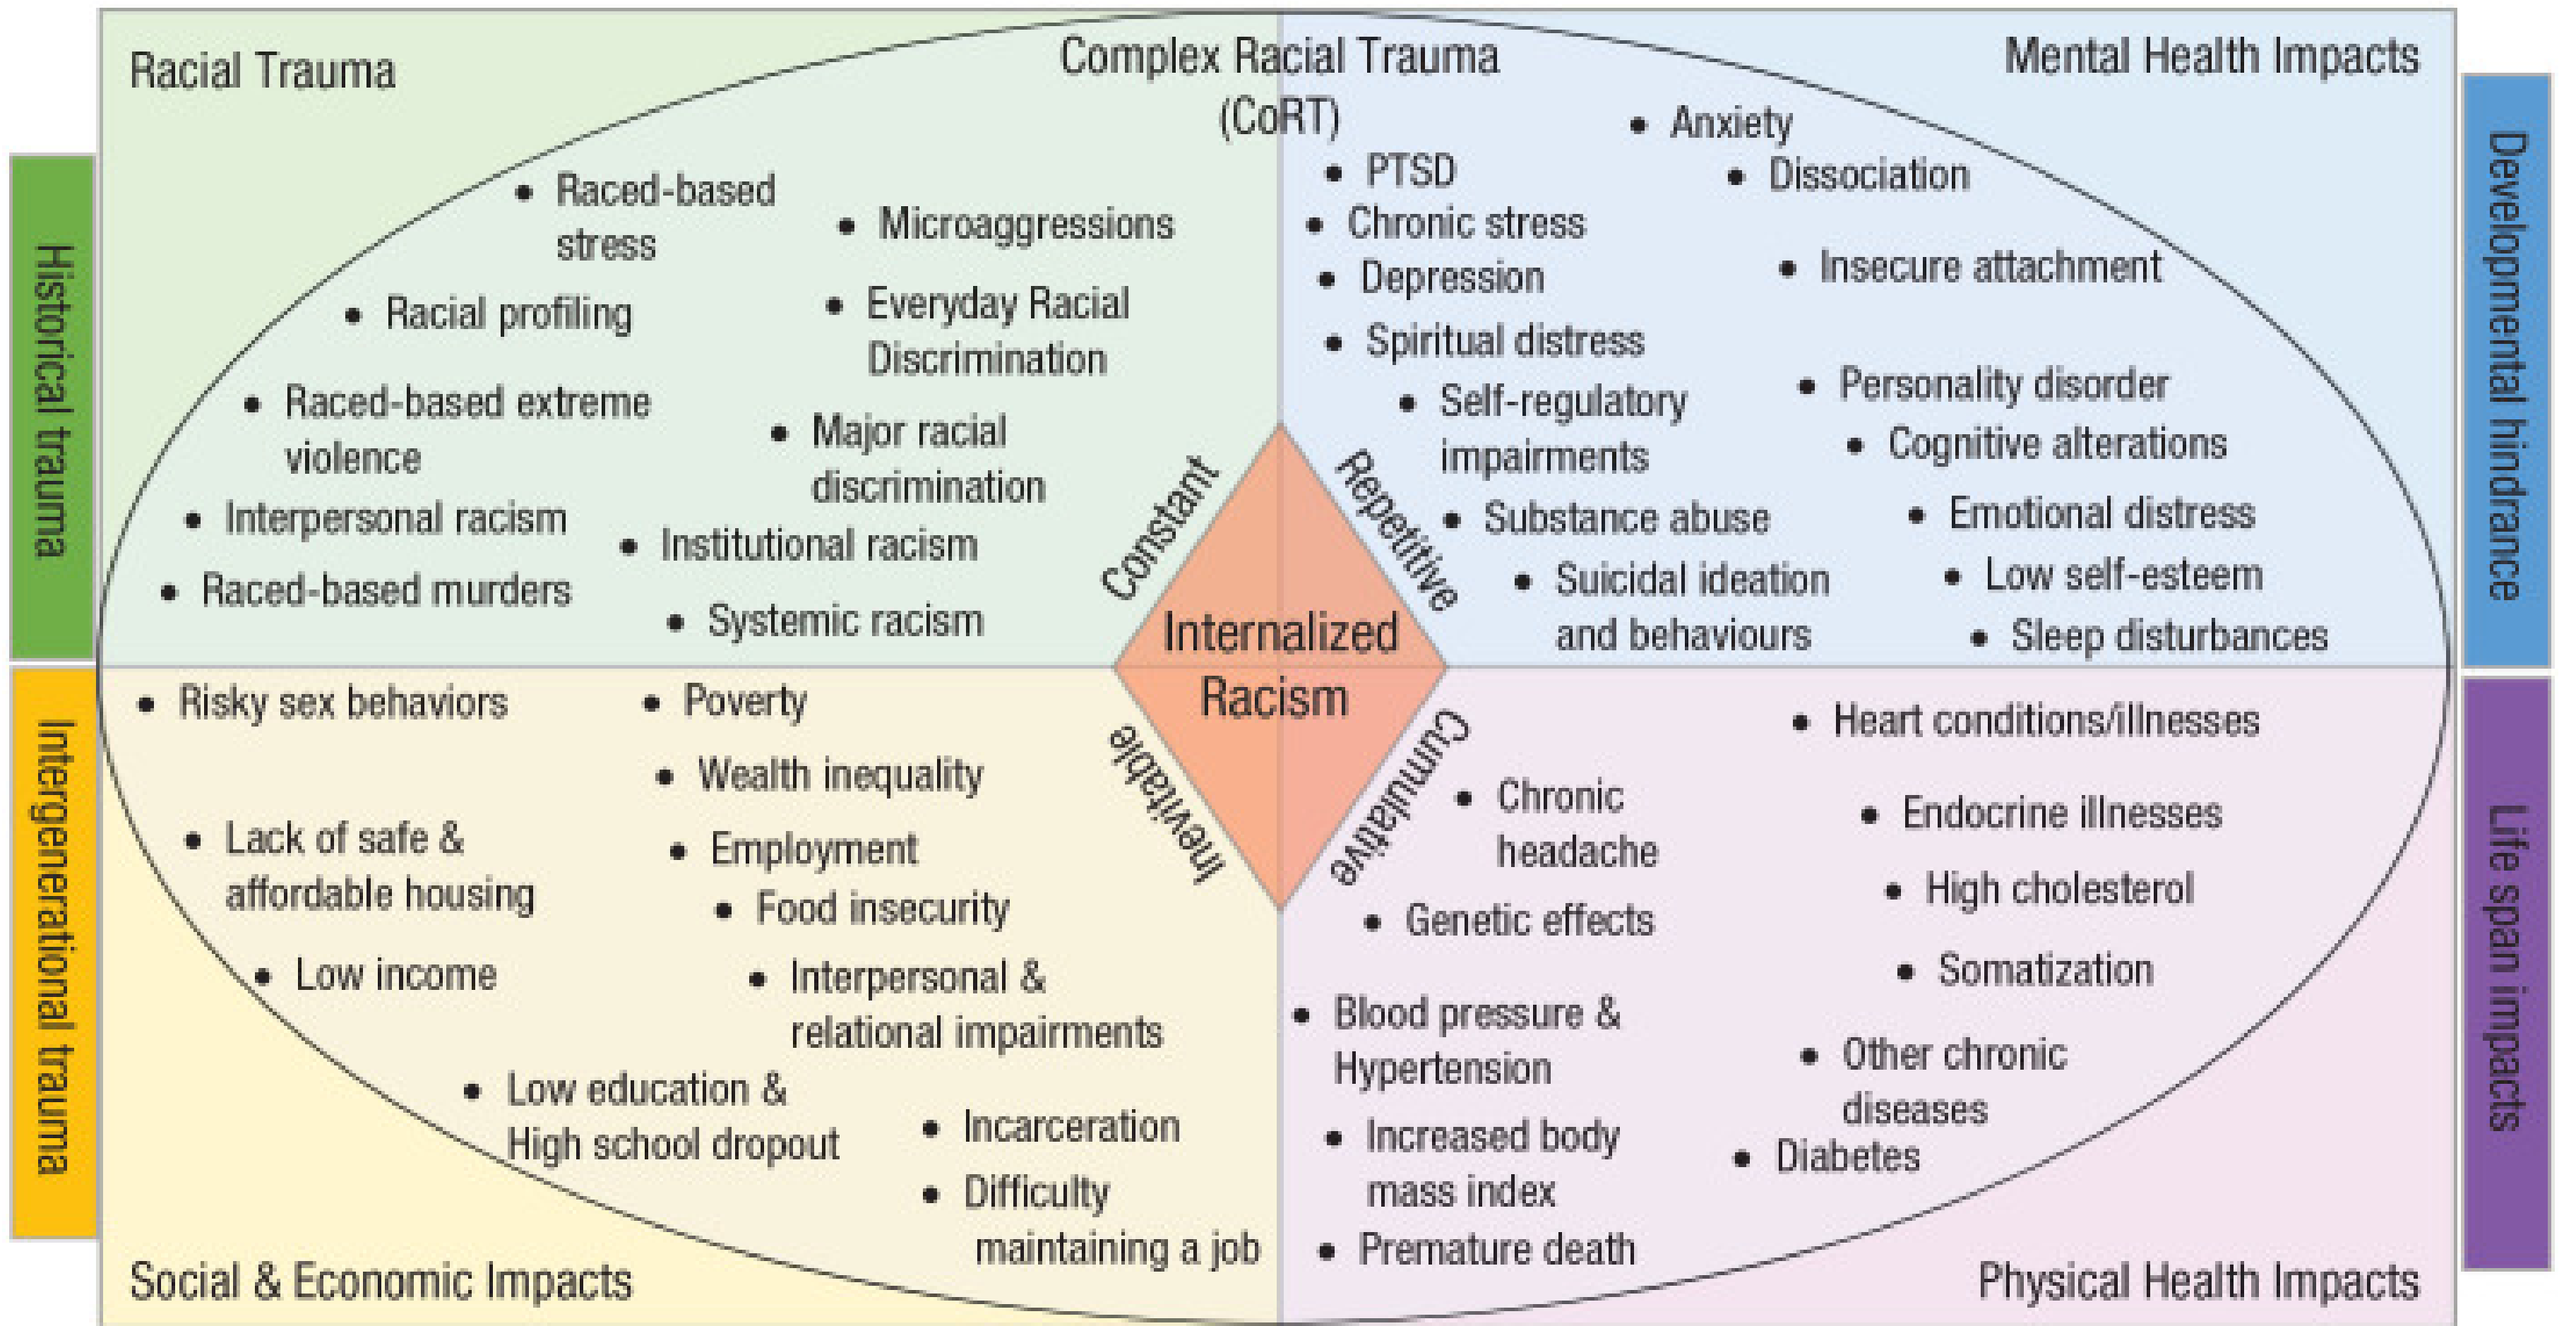 Complex Racial Trauma
(CoRT)
Racial Trauma
Historical trauma
• Raced-based
stress
• Racial profiling
• Raced-based extreme
violence
• Interpersonal racism
• Raced-based murders
• Microaggressions
• Everyday Racial
Discrimination
• Major racial
discrimination
• Institutional racism
• Systemic racism
Mental Health Impacts
Developmental hindrance
• PTSD
• Chronic stress
• Depression
• Spiritual distress
• Self-regulatory
impairments
• Substance abuse
• Suicidal ideation
and behaviours
• Anxiety
• Dissociation
• Insecure attachment
• Personality disorder
• Cognitive alterations
• Emotional distress
• Low self-esteem
• Sleep disturbances
Constant
Repetitive
Internalized
Racism
Inevitable
Cumulative
Intergenerational trauma
• Risky sex behaviors
• Lack of safe &
affordable housing
• Low income
• Low education &
High school dropout
• Poverty
• Wealth inequality
• Employment
• Food insecurity
• Interpersonal &
relational impairments
• Incarceration
• Difficulty
maintaining a job
Social & Economic Impacts
Life span impacts
• Chronic
headache
• Genetic effects
• Blood pressure &
Hypertension
• Increased body
mass index
• Premature death
• Heart conditions/illnesses
• Endocrine illnesses
• High cholesterol
• Somatization
• Other chronic
diseases
• Diabetes
Physical Health Impacts